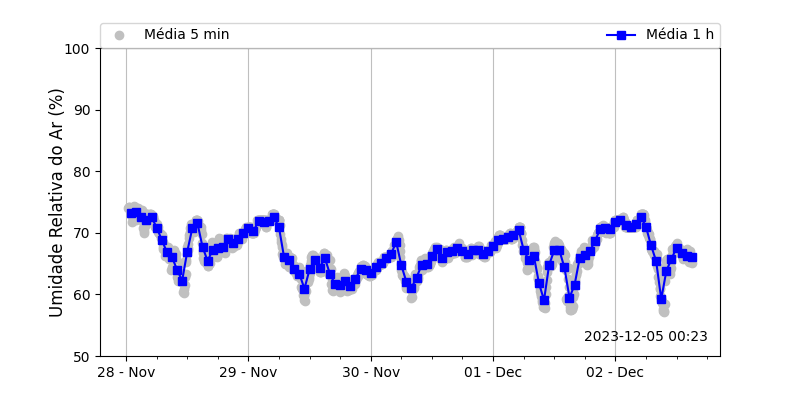 Média 5 min
Média 1 h
Umidade Relativa do Ar (%)
100
90
80
70
60
50
2023-12-05 00:23
28 - Nov
29 - Nov
30 - Nov
01 - Dec
02 - Dec